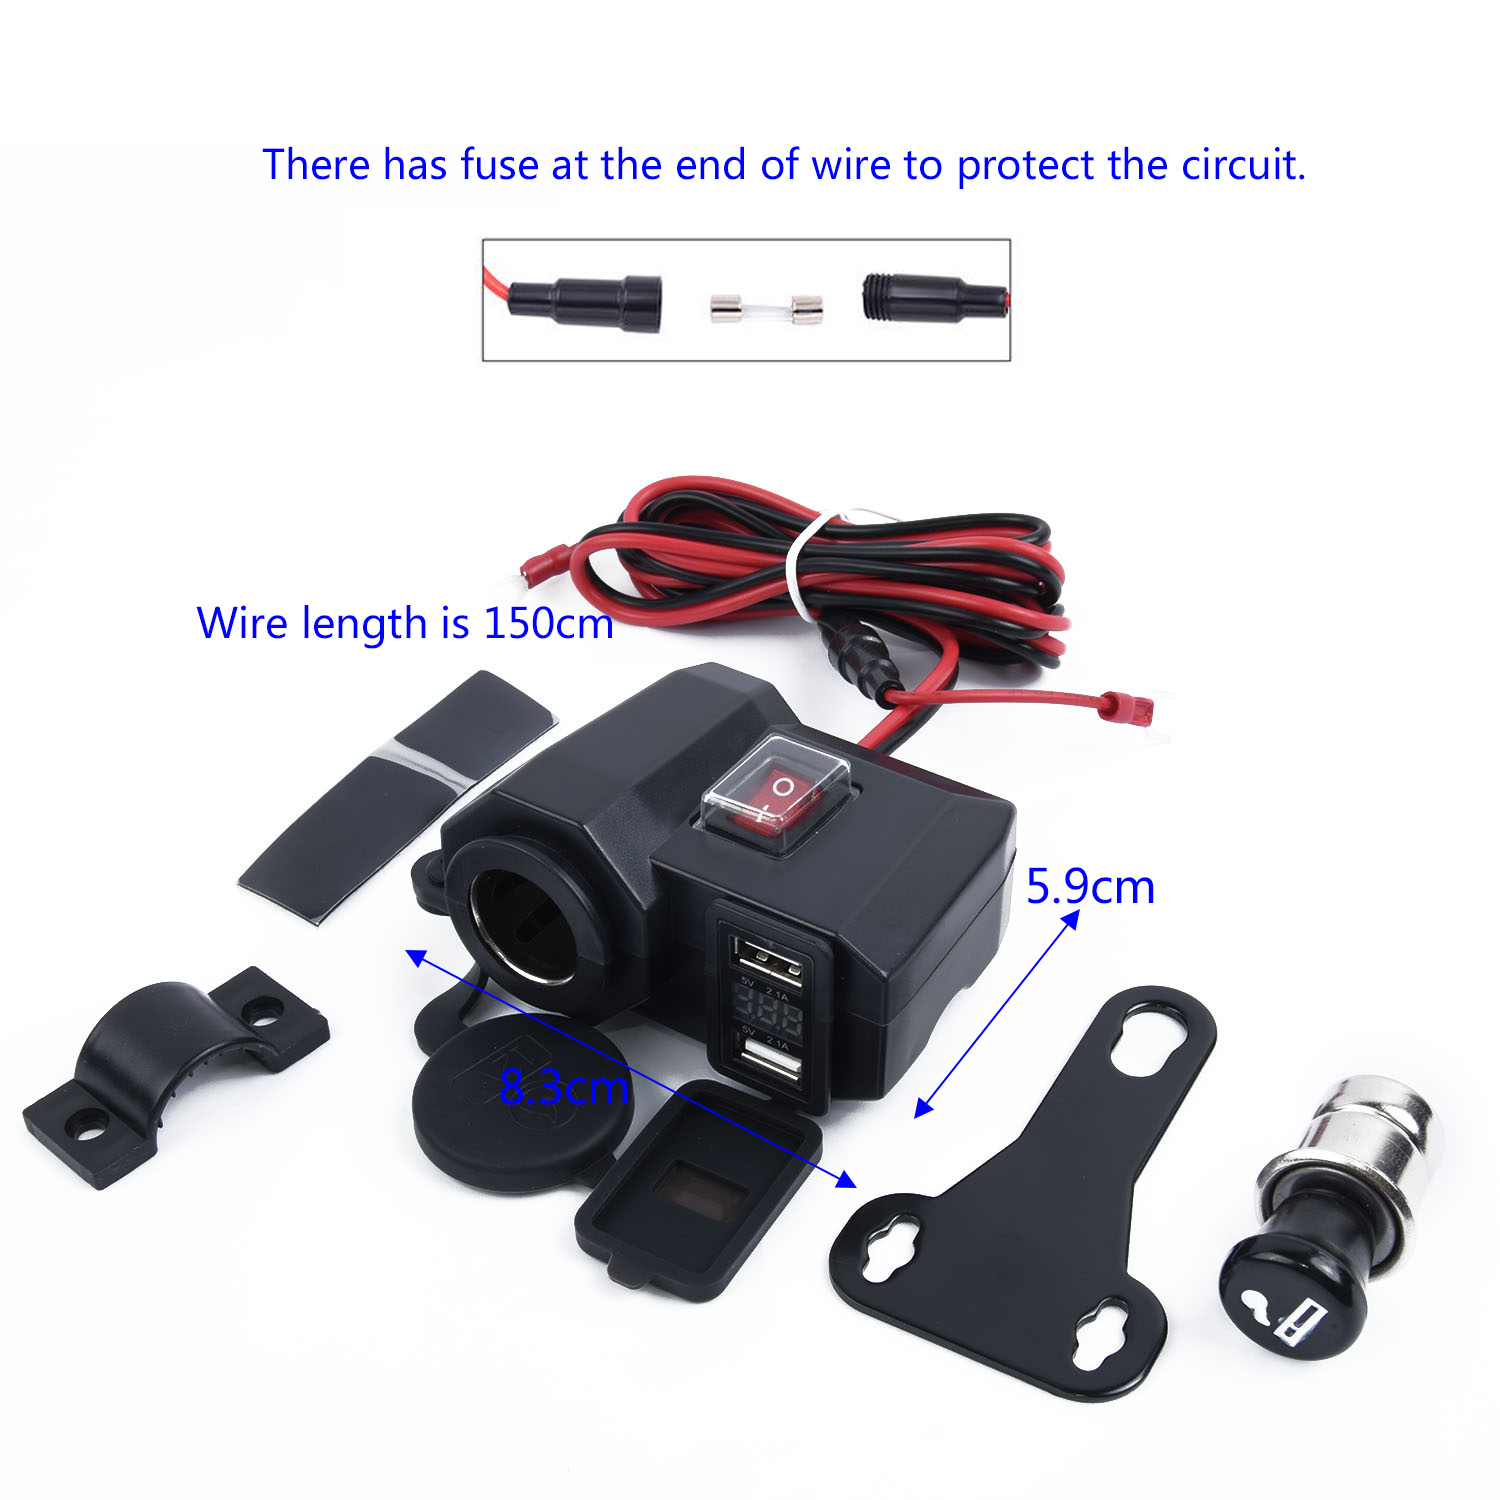 There has fuse at the end of wire to protect the circuit.
Wire length is 150cm
5.9cm
5V 2.1A
5V 2.1A
8.3cm